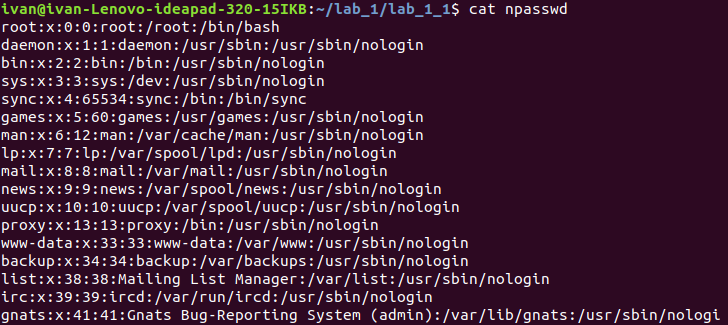 ivan@ivan-Lenovo-ideapad-320-15IKB:~/lab_1/lab_1_1$ cat npasswd
root:x:0:0:root:/root:/bin/bash
daemon:x:1:1:daemon:/usr/sbin:/usr/sbin/nologin
bin:x:2:2:bin:/bin:/usr/sbin/nologin
sys:x:3:3:sys:/dev:/usr/sbin/nologin
sync:x:4:65534:sync:/bin:/bin/sync
games:x:5:60:games:/usr/games:/usr/sbin/nologin
man:x:6:12:man:/var/cache/man:/usr/sbin/nologin
lp:x:7:7:lp:/var/spool/lpd:/usr/sbin/nologin
mail:x:8:8:mail:/var/mail:/usr/sbin/nologin
news:x:9:9:news:/var/spool/news:/usr/sbin/nologin
uucp:x:10:10:uucp:/var/spool/uucp:/usr/sbin/nologin
proxy:x:13:13:proxy:/bin:/usr/sbin/nologin
www-data:x:33:33:www-data:/var/www:/usr/sbin/nologin
backup:x:34:34:backup:/var/backups:/usr/sbin/nologin
list:x:38:38:Mailing List Manager:/var/list:/usr/sbin/nologin
irc:x:39:39:ircd:/var/run/ircd:/usr/sbin/nologin
gnats:x:41:41:Gnats Bug-Reporting System (admin):/var/lib/gnats:/usr/sbin/nologi